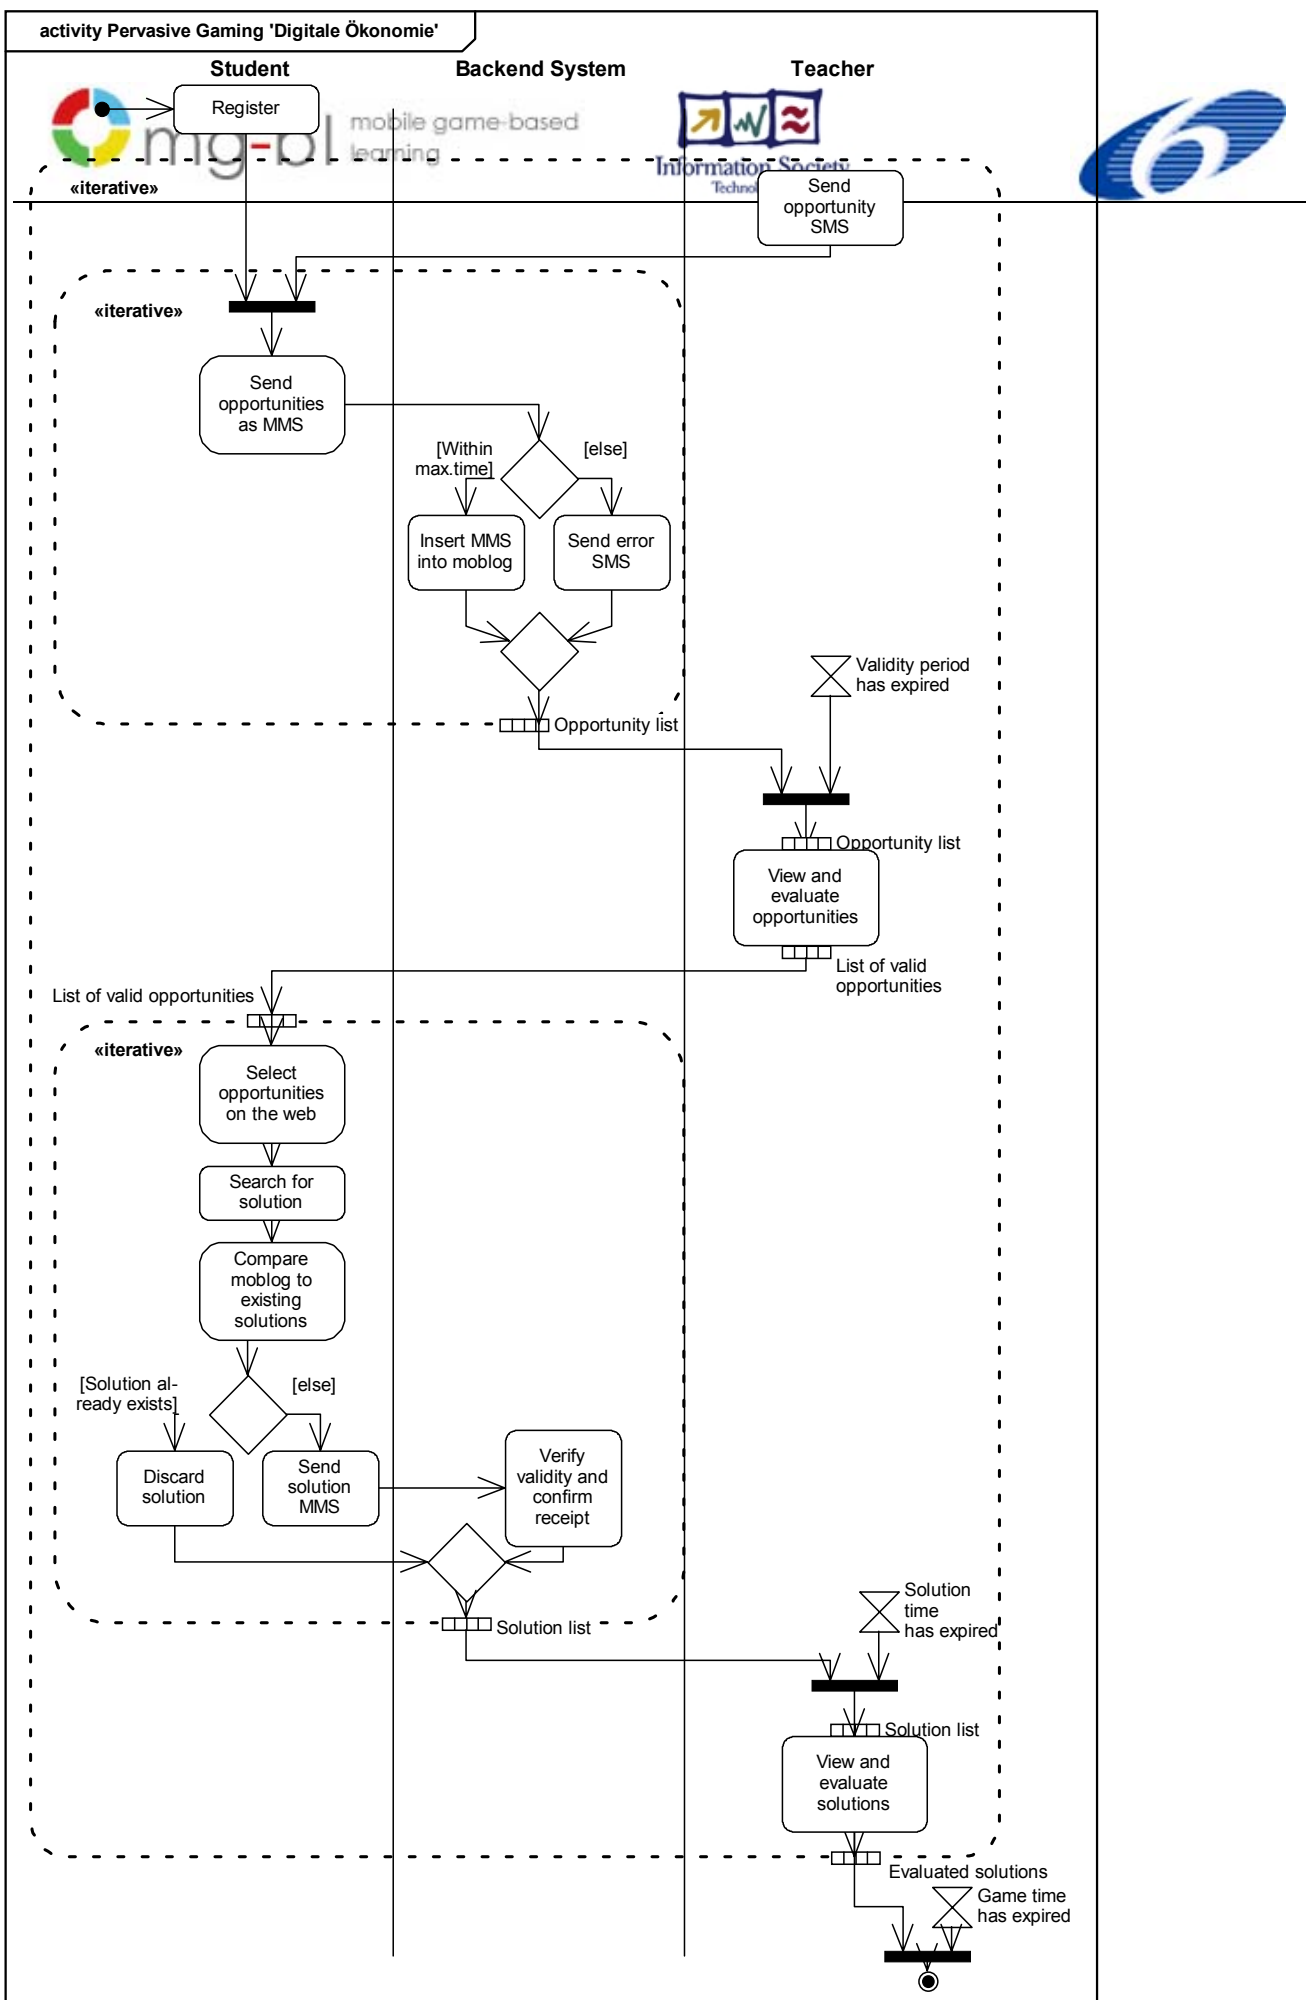 activity Pervasive Gaming 'Digitale Ökonomie'
Student
Backend System
Teacher
Register
mg-bl
mobile game-based
learning
Information Society
«iterative»
Send
opportunity
SMS
«iterative»
Send
opportunities
as MMS
[Within
max.time]
[else]
Insert MMS
into moblog
Send error
SMS
Validity period
has expired
Opportunity list
Opportunity list
View and
evaluate
opportunities
List of valid
opportunities
List of valid opportunities
«iterative»
Select
opportunities
on the web
Search for
solution
Compare
moblog to
existing
solutions
[Solution al-
ready exists]
[else]
Discard
solution
Send
solution
MMS
Verify
validity and
confirm
receipt
Solution
time
has expired
Solution list
Solution list
View and
evaluate
solutions
Evaluated solutions
Game time
has expired